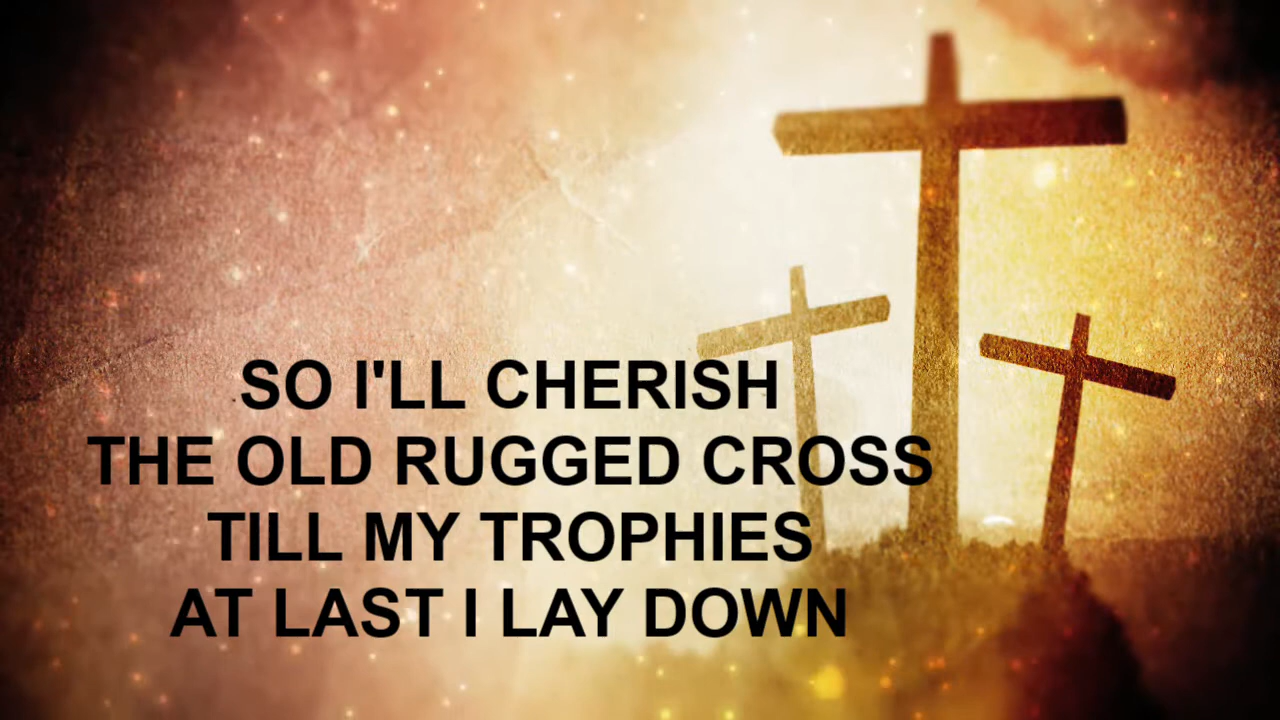 SO I'LL CHERISH
THE OLD RUGGED CROSS
TILL MY TROPHIES
AT LAST I LAY DOWN